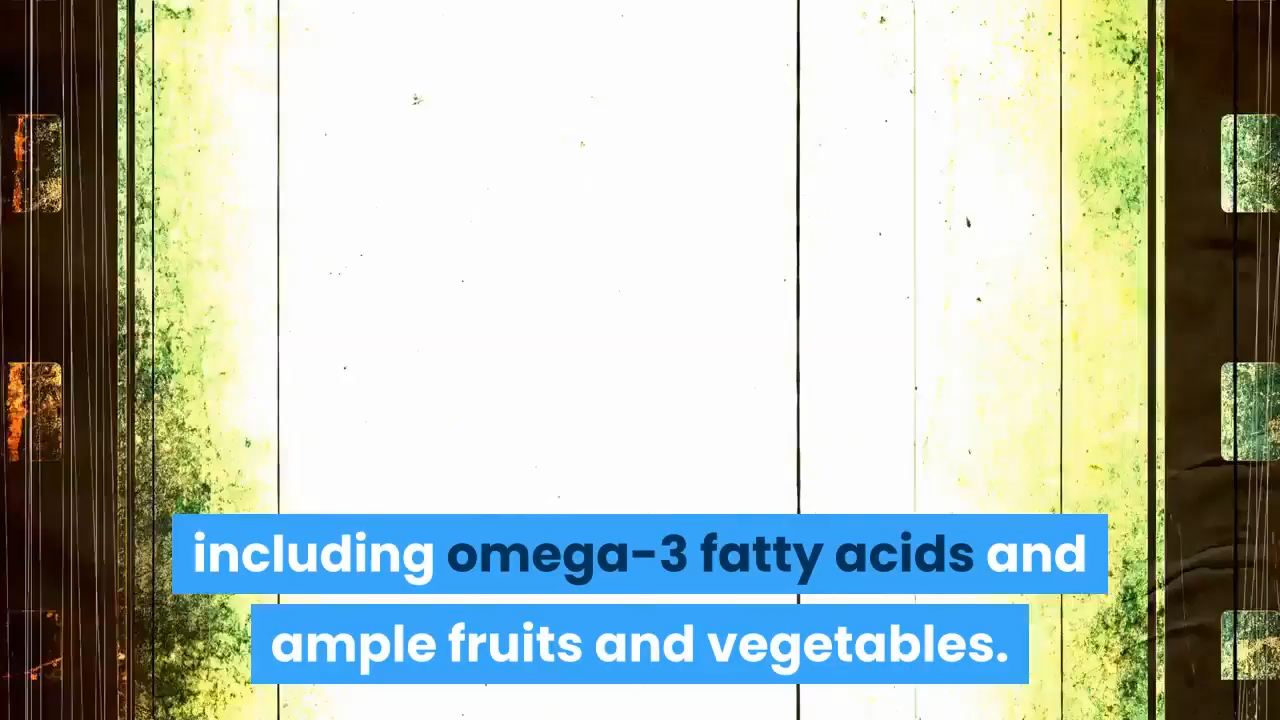 including omega-3 fatty acids and
ample fruits and vegetables.